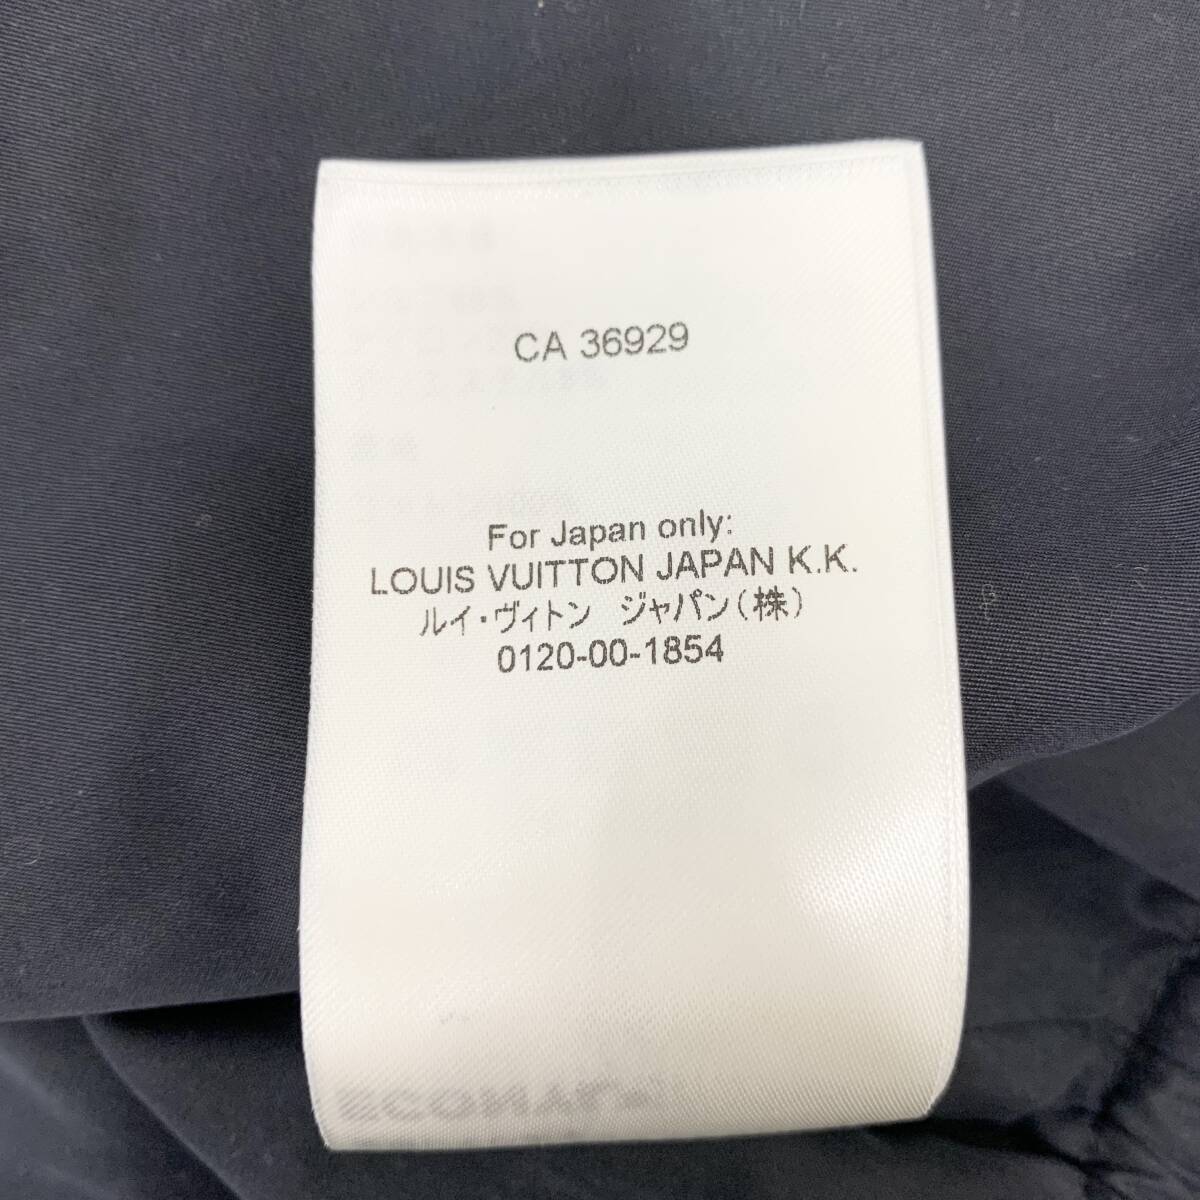 CA 36929
For Japan only:
LOUIS VUITTON JAPAN K.K.
ルイ・ヴィトン　ジャパン(株)
0120-00-1854